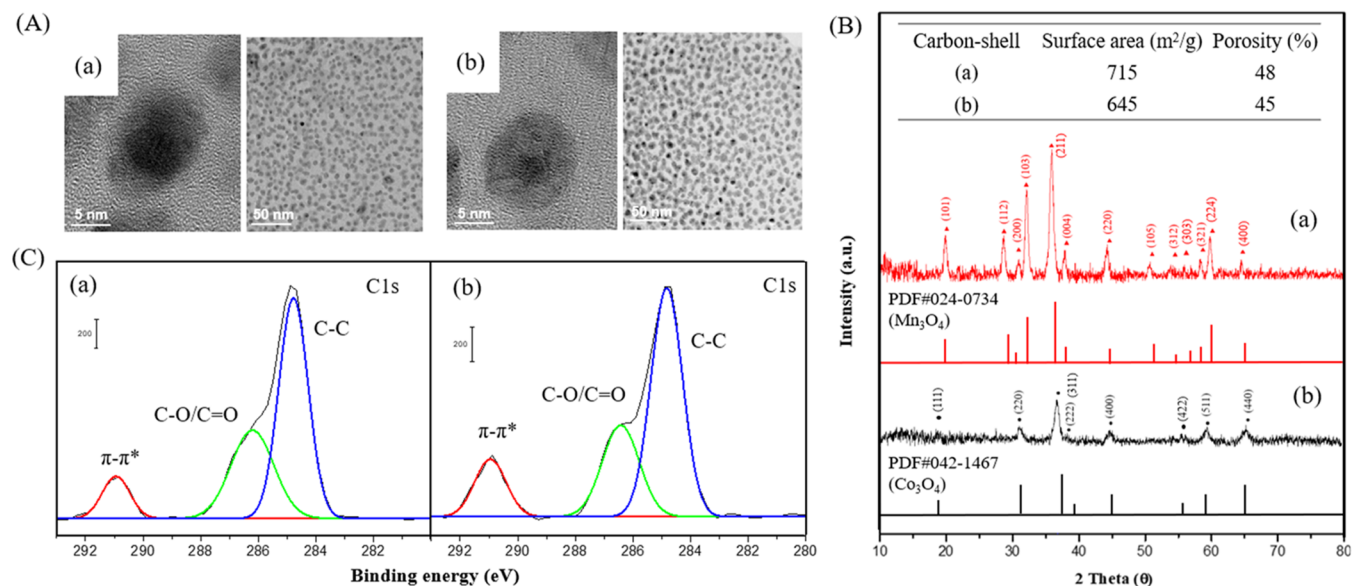 (A)
(a)
5 nm
50 nm
(b)
5 nm
50 nm
(B)
Carbon-shell Surface area (m²/g) Porosity (%)
(a) 715 48
(b) 645 45
(101)
(112)
(200)
(103)
(211)
(004)
(220)
(105)
(312)
(303)
(321)
(224)
(400)
(a)
PDF#024-0734
(Mn₃O₄)
(111)
(220)
(222)
(311)
(400)
(422)
(511)
(440)
(b)
PDF#042-1467
(Co₃O₄)
Intensity (a.u.)
10 20 30 40 50 60 70 80
2 Theta (θ)
(C)
(a)
C1s
200
C-C
C-O/C=O
π-π*
292 290 288 286 284 282
(b)
C1s
200
C-C
C-O/C=O
π-π*
292 290 288 286 284 282 280
Binding energy (eV)